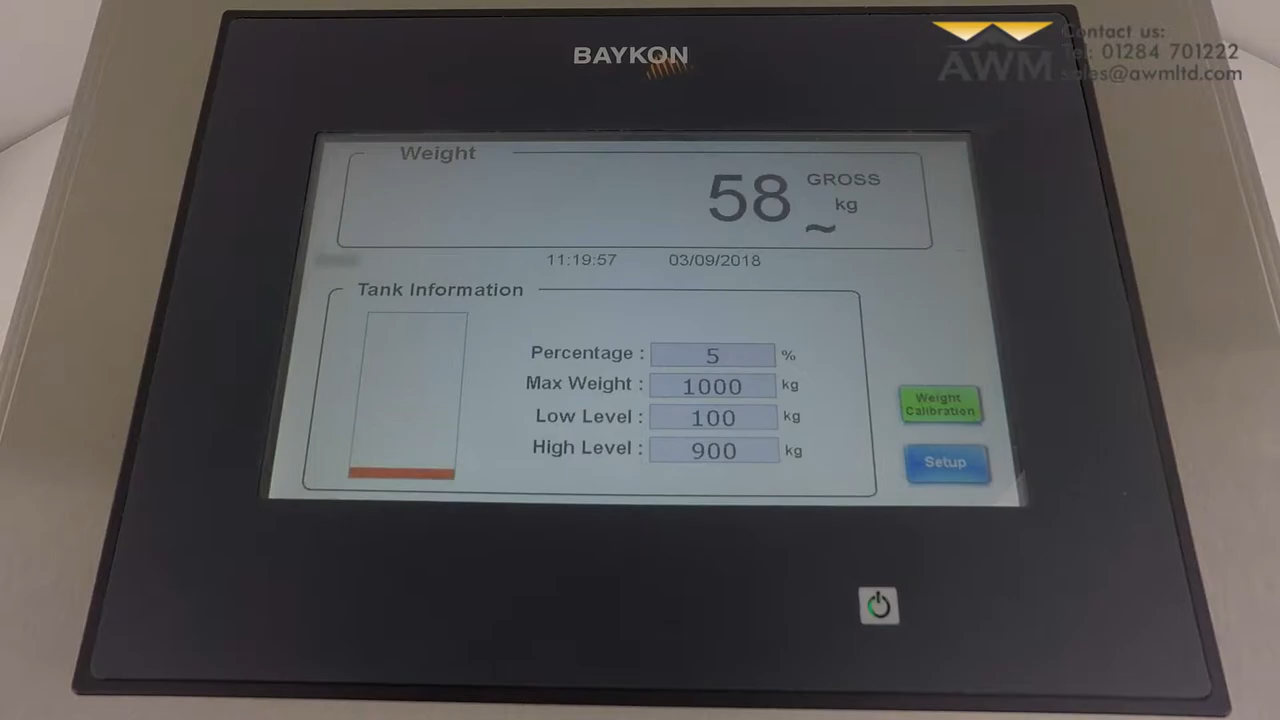 BAYKON
AWM
Contact us:
Tel: 01284 701222
sales@awmltd.com
Weight
58 GROSS
kg
~
11:19:57 03/09/2018
Tank Information
Percentage : 5 %
Max Weight : 1000 kg
Low Level : 100 kg
High Level : 900 kg
Weight
Calibration
Setup